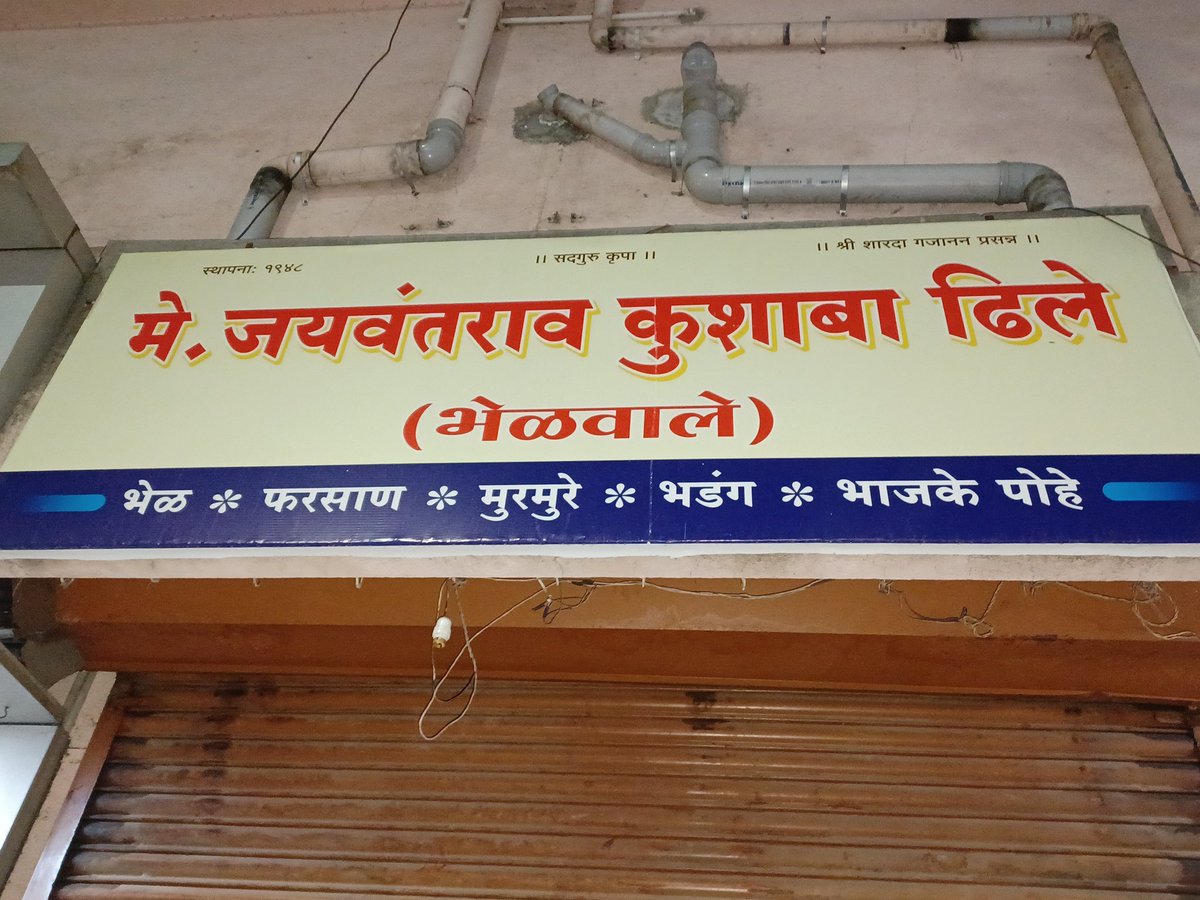 स्थापना: १९४८ ।। सदगुरु कृपा ।। ।। श्री शारदा गजानन प्रसन्न ।।
मे. जयवंतराव कुशाबा ढिले
(भेळवाले)
भेळ * फरसाण * मुरमुरे * भडंग * भाजके पोहे